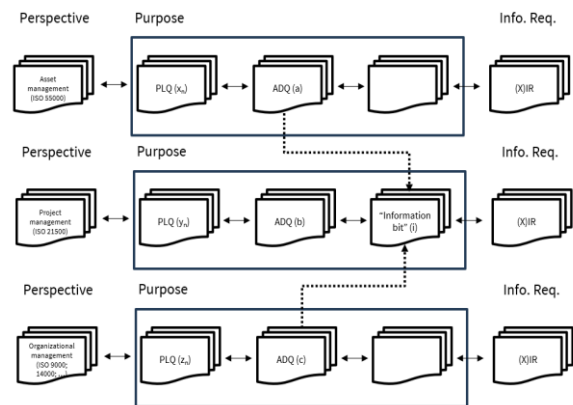 Perspective Purpose Info. Req.
Asset
management
(ISO 55000)
PLQ (xₙ)
ADQ (a)
(X)IR
Perspective Purpose Info. Req.
Project
management
(ISO 21500)
PLQ (yₙ)
ADQ (b)
"Information
bit" (i)
(X)IR
Perspective Purpose Info. Req.
Organizational
management
(ISO 9000;
14000; ...)
PLQ (zₙ)
ADQ (c)
(X)IR